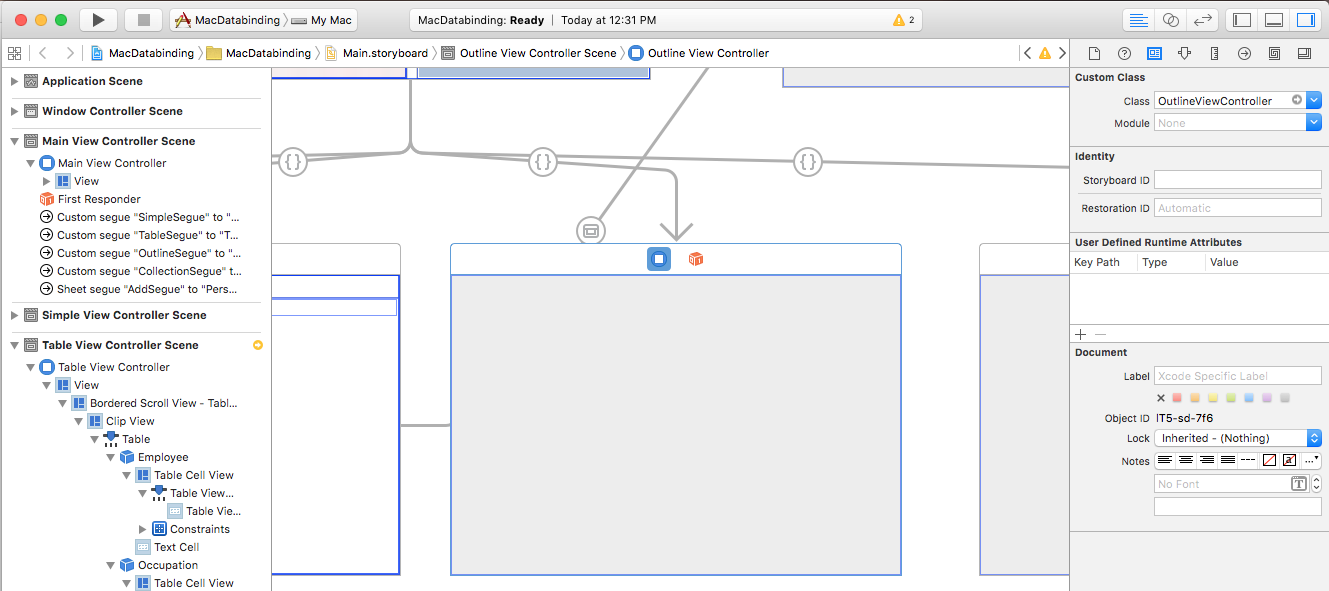 MacDatabinding My Mac
MacDatabinding: Ready | Today at 12:31 PM
2
MacDatabinding MacDatabinding Main.storyboard Outline View Controller Scene Outline View Controller
Application Scene
Window Controller Scene
Main View Controller Scene
Main View Controller
View
First Responder
Custom segue "SimpleSegue" to "...
Custom segue "TableSegue" to "T...
Custom segue "OutlineSegue" to "...
Custom segue "CollectionSegue" t...
Sheet segue "AddSegue" to "Pers...
Simple View Controller Scene
Table View Controller Scene
Table View Controller
View
Bordered Scroll View - Tabl...
Clip View
Table
Employee
Table Cell View
Table View...
Table Vie...
Constraints
Text Cell
Occupation
Table Cell View
{}
{}
{}
Custom Class
Class OutlineViewController
Module None
Identity
Storyboard ID
Restoration ID Automatic
User Defined Runtime Attributes
Key Path Type Value
Document
Label Xcode Specific Label
Object ID IT5-sd-7f6
Lock Inherited - (Nothing)
Notes
No Font T